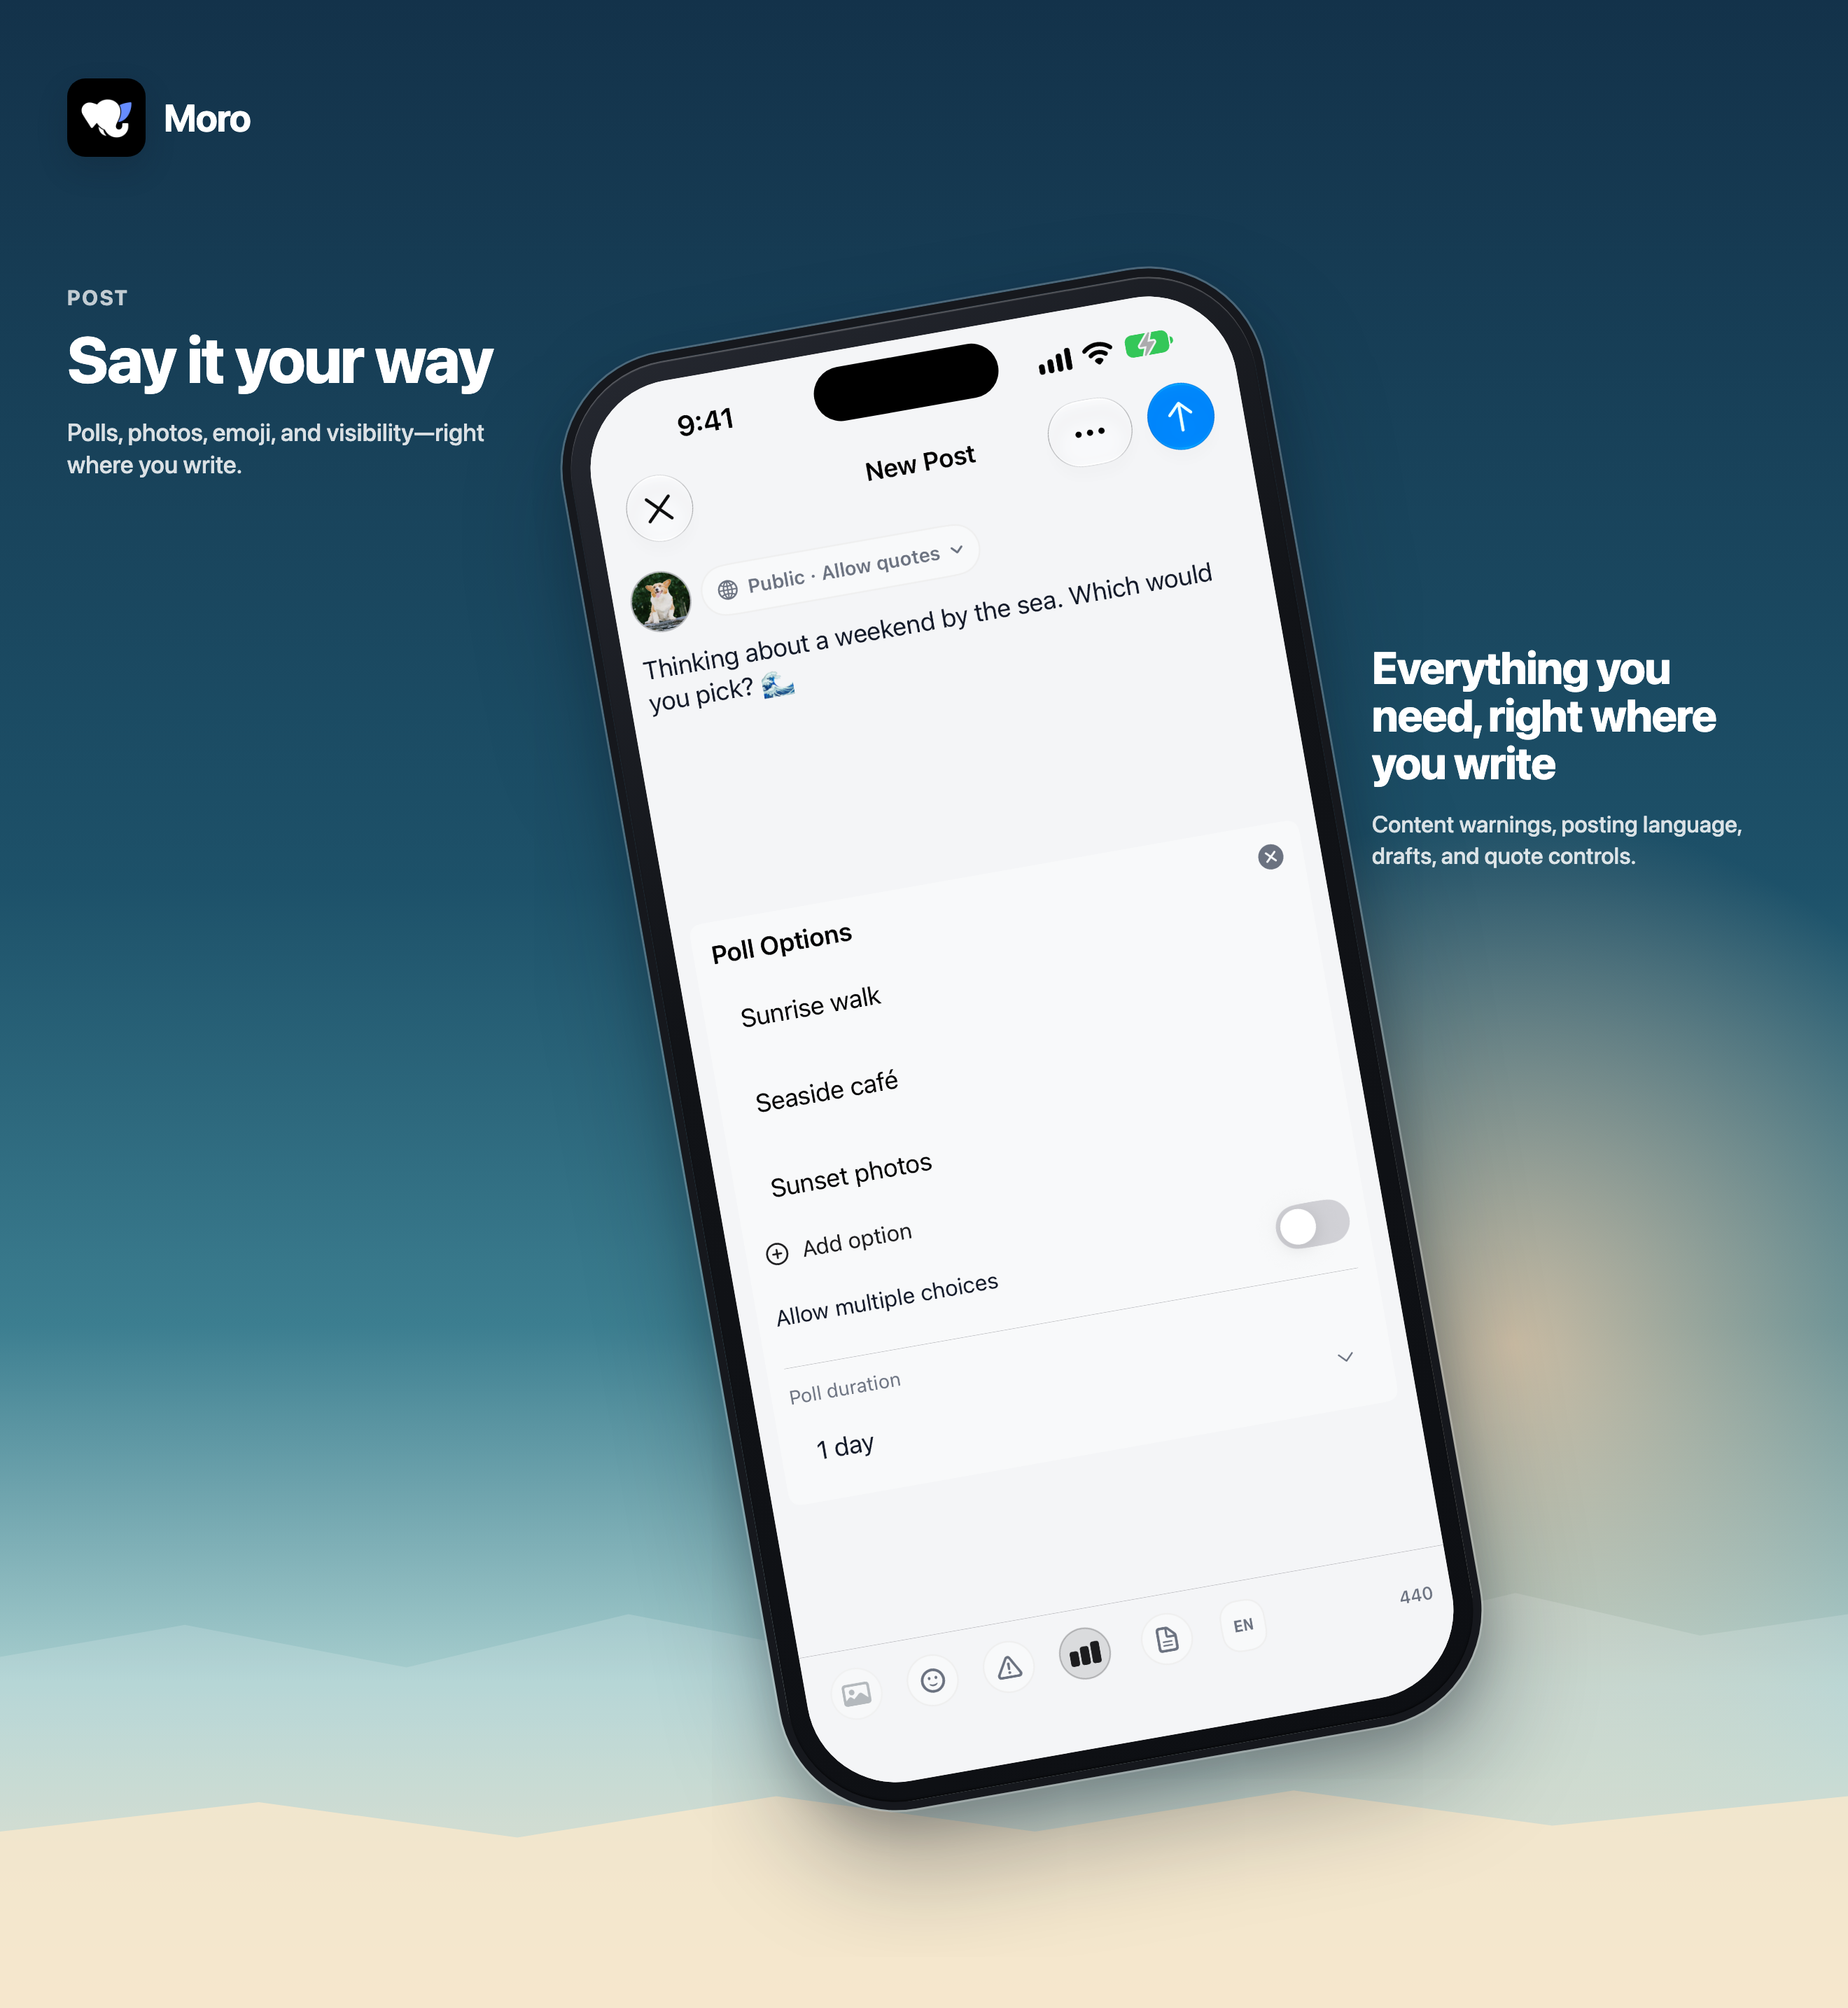 Moro
POST
Say it your way
Polls, photos, emoji, and visibility—right
where you write.
9:41
New Post
Public · Allow quotes
Thinking about a weekend by the sea. Which would
you pick? 🌊
Poll Options
Sunrise walk
Seaside café
Sunset photos
Add option
Allow multiple choices
Poll duration
1 day
EN
440
Everything you
need, right where
you write
Content warnings, posting language,
drafts, and quote controls.